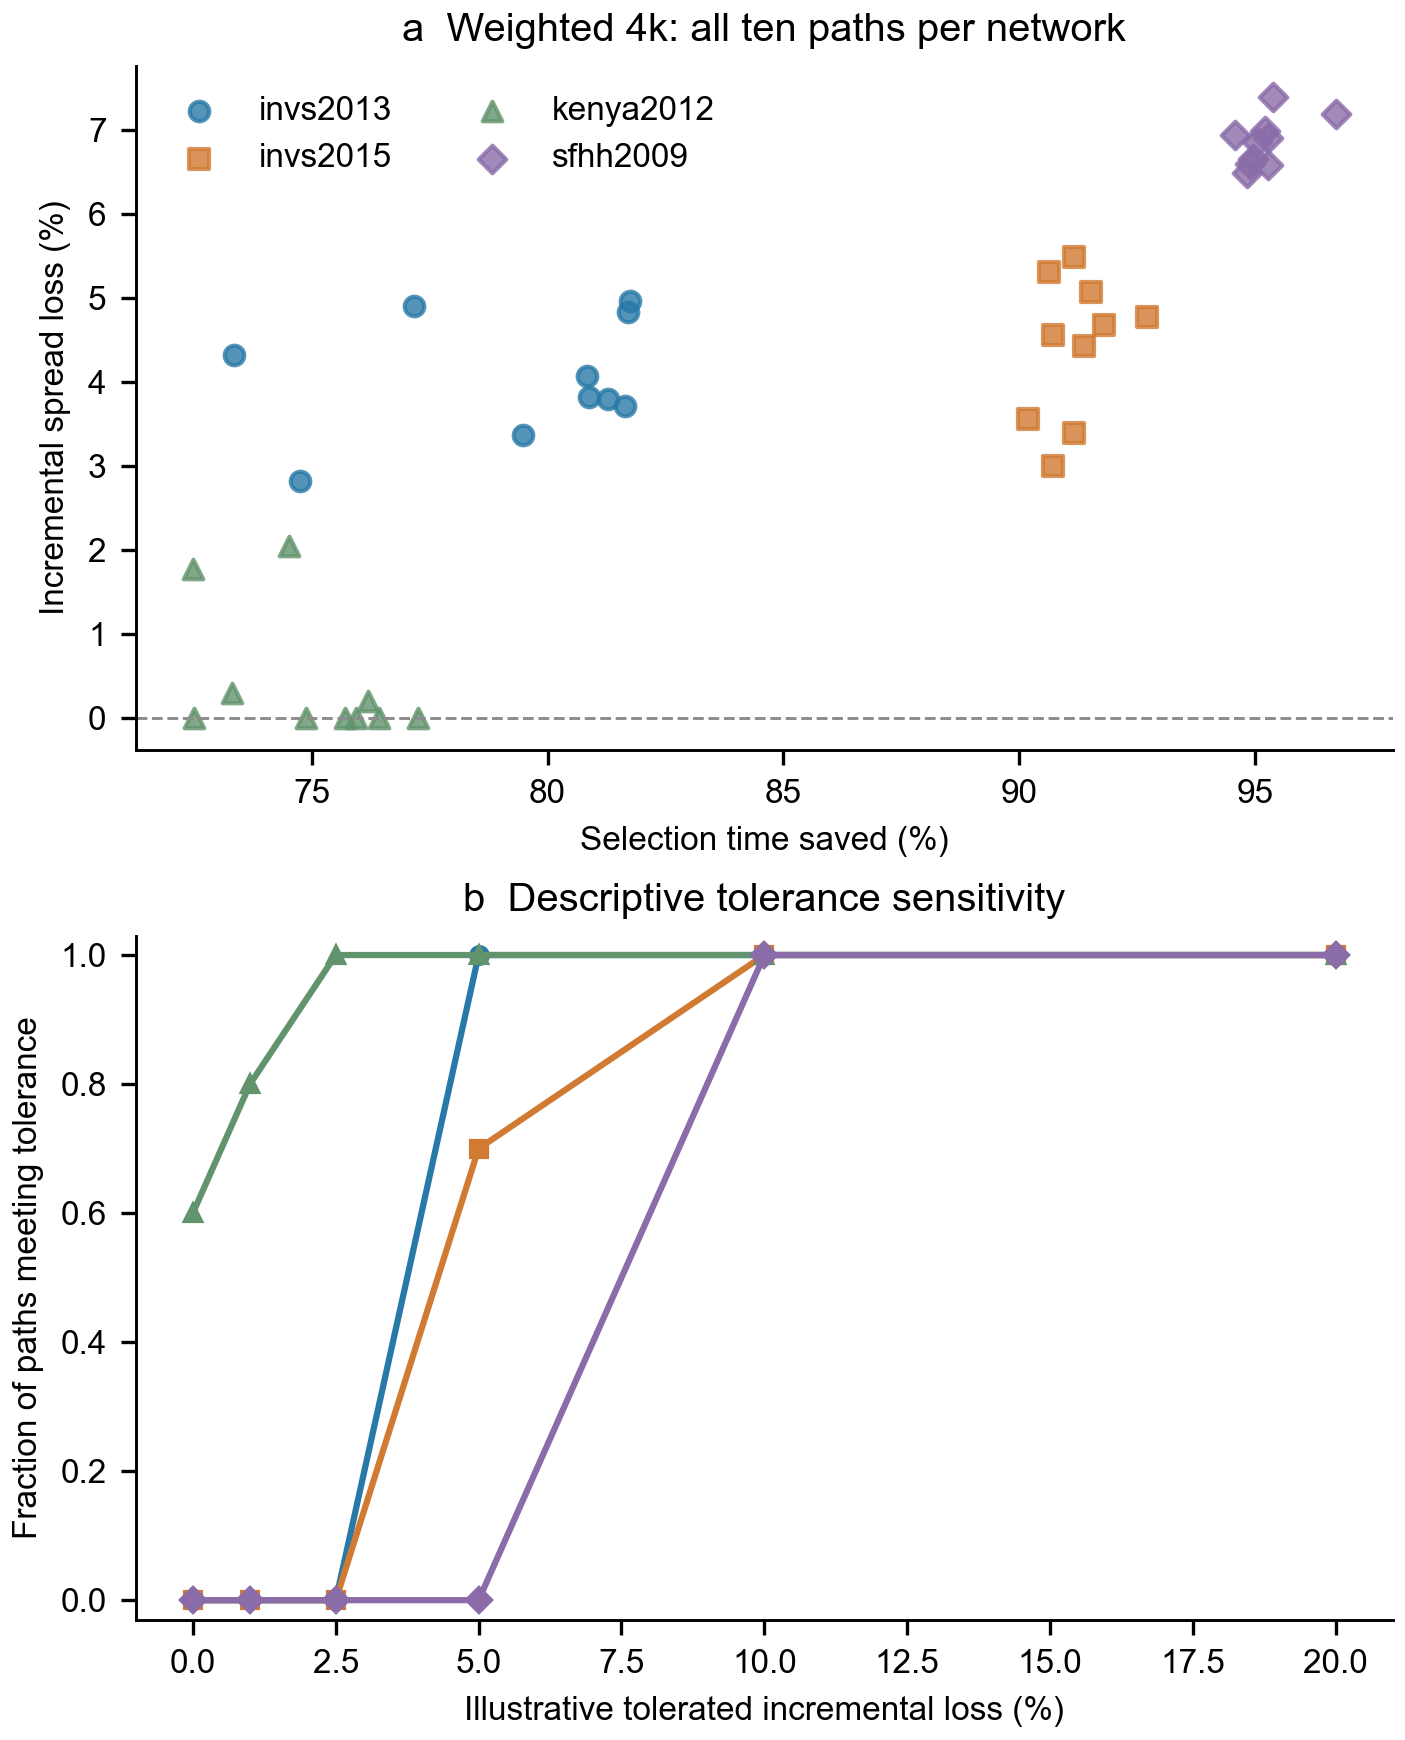 a  Weighted 4k: all ten paths per network
invs2013
kenya2012
invs2015
sfhh2009
Incremental spread loss (%)
7
6
5
4
3
2
1
0
75 80 85 90 95
Selection time saved (%)
b  Descriptive tolerance sensitivity
Fraction of paths meeting tolerance
1.0
0.8
0.6
0.4
0.2
0.0
0.0 2.5 5.0 7.5 10.0 12.5 15.0 17.5 20.0
Illustrative tolerated incremental loss (%)